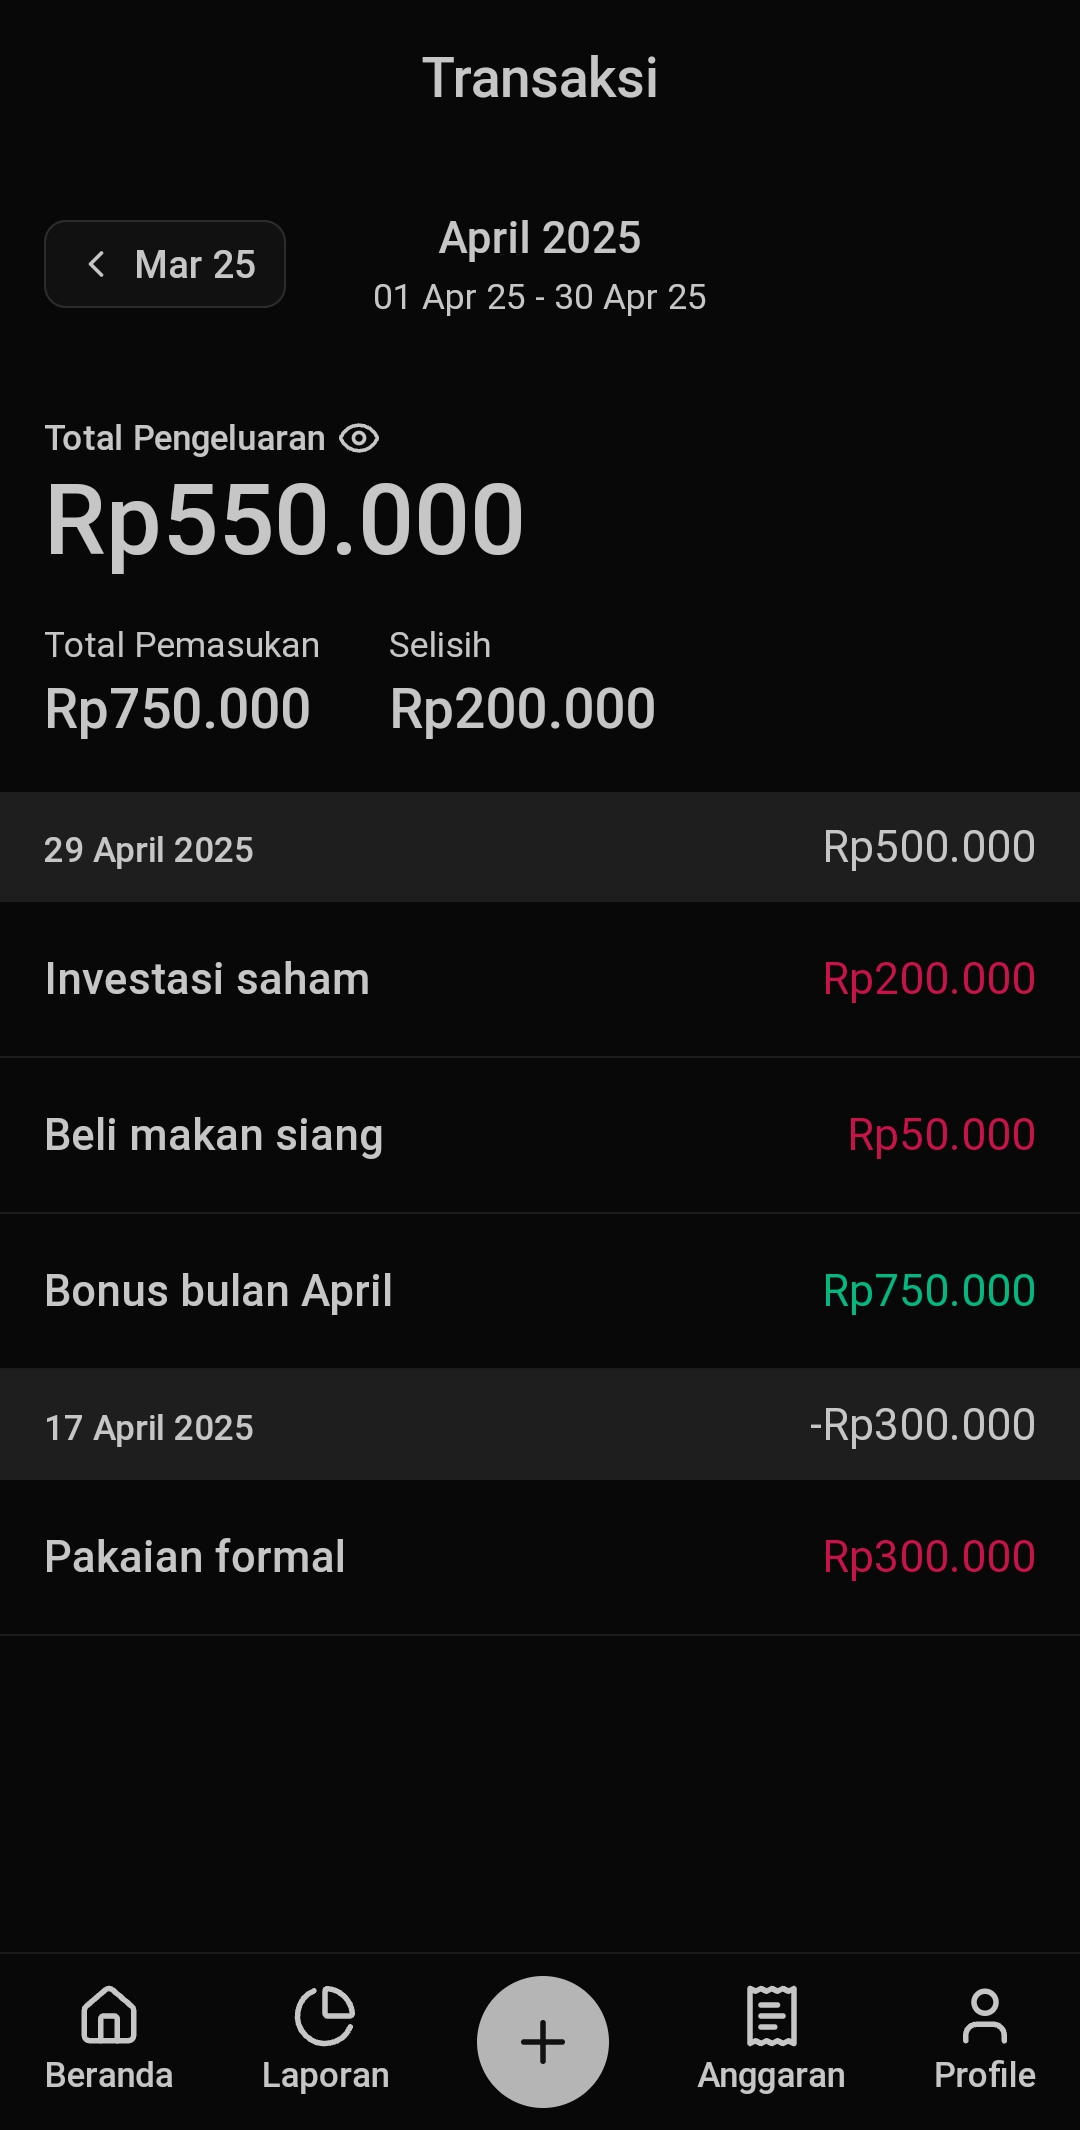 Transaksi
Mar 25
April 2025
01 Apr 25 - 30 Apr 25
Total Pengeluaran
Rp550.000
Total Pemasukan
Selisih
Rp750.000
Rp200.000
29 April 2025
Rp500.000
Investasi saham
Rp200.000
Beli makan siang
Rp50.000
Bonus bulan April
Rp750.000
17 April 2025
-Rp300.000
Pakaian formal
Rp300.000
Beranda
Laporan
Anggaran
Profile